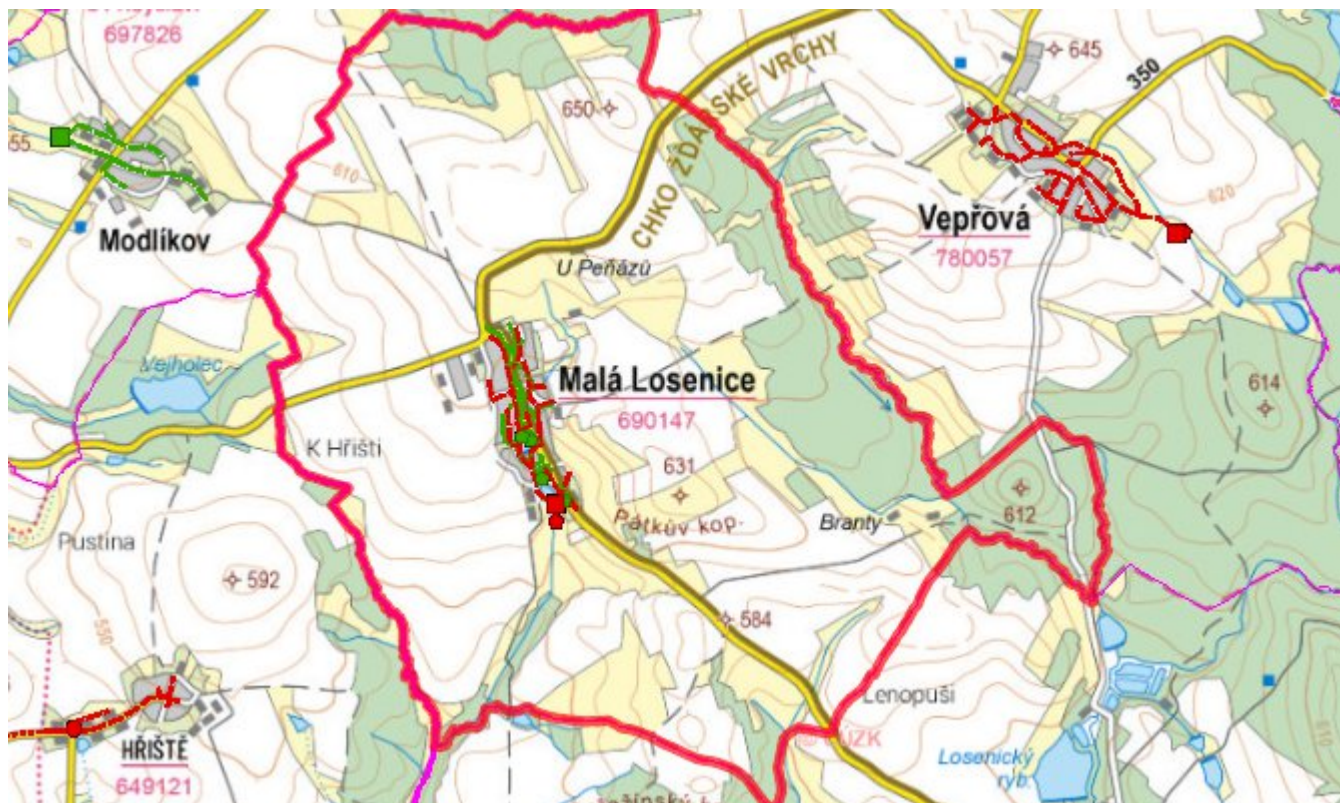 697826
650
645
350
CHKO ŽĎÁRSKÉ VRCHY
55
610
Modlíkov
Vepřová
780057
620
U Peňázů
Vejholec
Malá Losenice
690147
614
K Hřišti
631
612
Pátkův kop.
Branty
Pustina
592
584
550
Lenopuši
HŘIŠTĚ
649121
ČÚZK
Losenický
ryb.
610